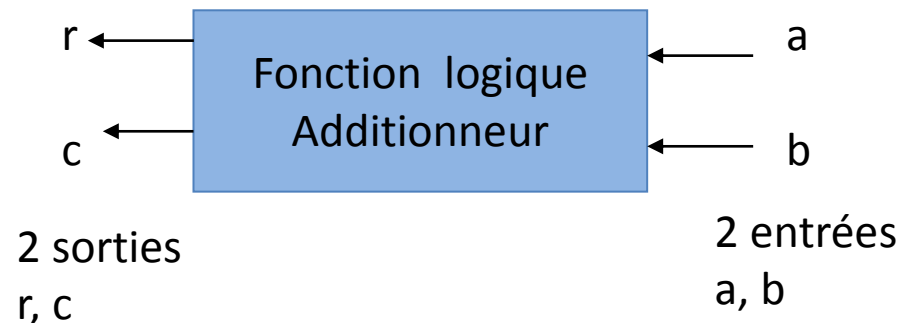 r
Fonction logique
Additionneur
a
c
b
2 sorties
r, c
2 entrées
a, b